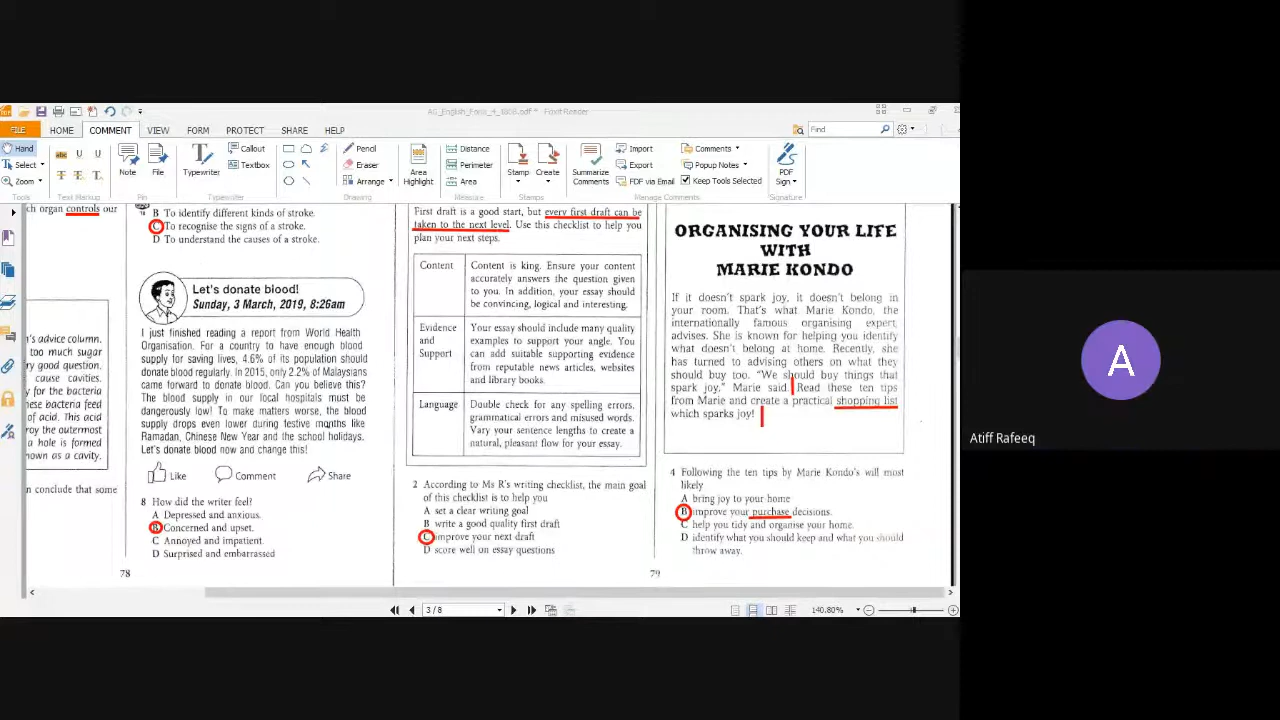 AG_English_Form_4_
Foxit Reader
FILE
HOME
COMMENT
VIEW
FORM
PROTECT
SHARE
HELP
Find
Hand
Select
Zoom
Tools
Text Markup
Note
File
Pin
Typewriter
Callout
Textbox
Typewriter
Pencil
Eraser
Arrange
Drawing
Area
Highlight
Distance
Perimeter
Area
Measure
Stamp
Create
Stamps
Summarize
Comments
Import
Export
FDF via Email
Comments
Popup Notes
Keep Tools Selected
Manage Comments
PDF
Sign
Signature
ch organ controls our
n's advice column.
too much sugar
ry good question.
cause cavities.
y for the bacteria
hese bacteria feed
of acid. This acid
roy the outermost
a hole is formed
nown as a cavity.
n conclude that some
B To identify different kinds of stroke.
C To recognise the signs of a stroke.
D To understand the causes of a stroke.
Let's donate blood!
Sunday, 3 March, 2019, 8:26am
I just finished reading a report from World Health
Organisation. For a country to have enough blood
supply for saving lives, 4.6% of its population should
donate blood regularly. In 2015, only 2.2% of Malaysians
came forward to donate blood. Can you believe this?
The blood supply in our local hospitals must be
dangerously low! To make matters worse, the blood
supply drops even lower during festive months like
Ramadan, Chinese New Year and the school holidays.
Let's donate blood now and change this!
Like
Comment
Share
8 How did the writer feel?
A Depressed and anxious.
B Concerned and upset.
C Annoyed and impatient.
D Surprised and embarrassed
78
First draft is a good start, but every first draft can be
taken to the next level. Use this checklist to help you
plan your next steps.
Content
Content is king. Ensure your content
accurately answers the question given
to you. In addition, your essay should
be convincing, logical and interesting.
Evidence
and
Support
Your essay should include many quality
examples to support your angle. You
can add suitable supporting evidence
from reputable news articles, websites
and library books.
Language
Double check for any spelling errors,
grammatical errors and misused words.
Vary your sentence lengths to create a
natural, pleasant flow for your essay.
2 According to Ms R's writing checklist, the main goal
of this checklist is to help you
A set a clear writing goal
B write a good quality first draft
C improve your next draft
D score well on essay questions
ORGANISING YOUR LIFE
WITH
MARIE KONDO
If it doesn't spark joy, it doesn't belong in
your room. That's what Marie Kondo, the
internationally famous organising expert,
advises. She is known for helping you identify
what doesn't belong at home. Recently, she
has turned to advising others on what they
should buy too. "We should buy things that
spark joy." Marie said. Read these ten tips
from Marie and create a practical shopping list
which sparks joy!
4 Following the ten tips by Marie Kondo's will most
likely
A bring joy to your home
B improve your purchase decisions.
C help you tidy and organise your home.
D identify what you should keep and what you should
throw away.
79
3 / 8
140.80%
A
Atiff Rafeeq